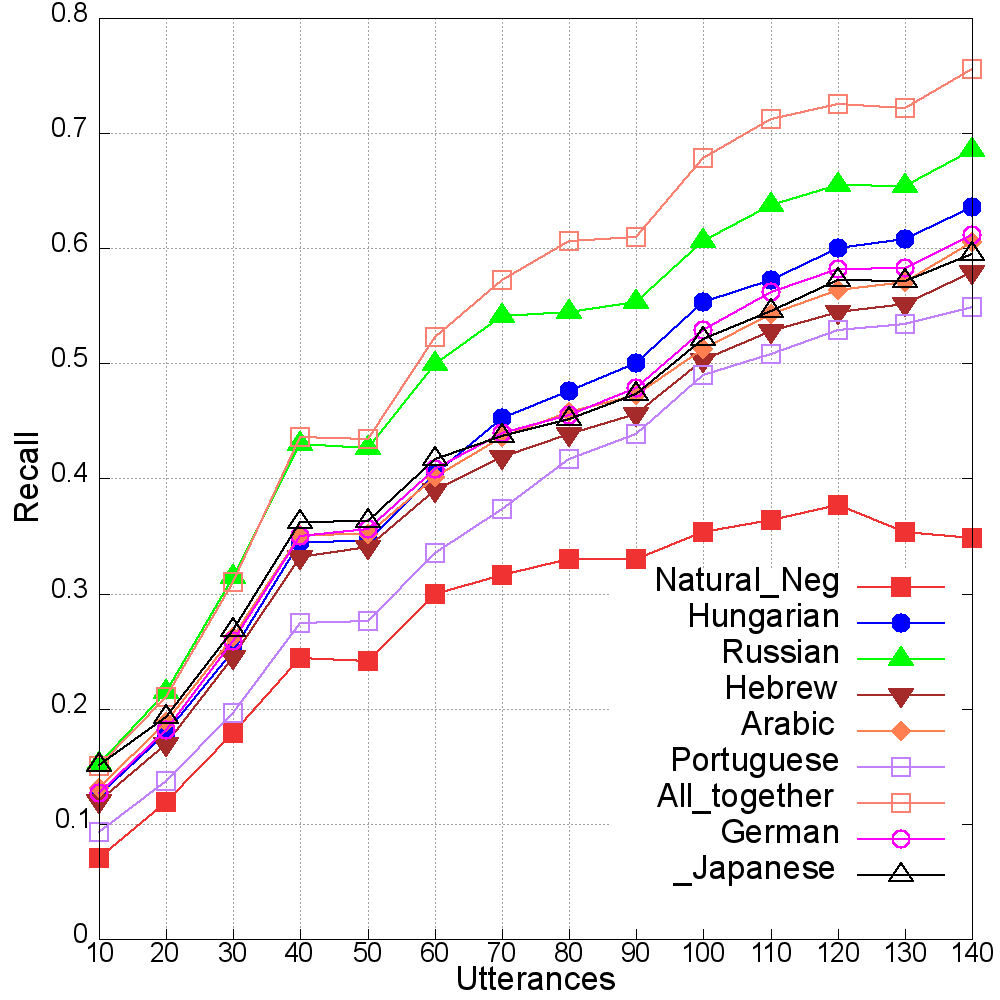 0.8
0.7
0.6
0.5
0.4
0.3
0.2
0.1
0
Recall
Natural_Neg
Hungarian
Russian
Hebrew
Arabic
Portuguese
All_together
German
_Japanese
10 20 30 40 50 60 70 80 90 100 110 120 130 140
Utterances